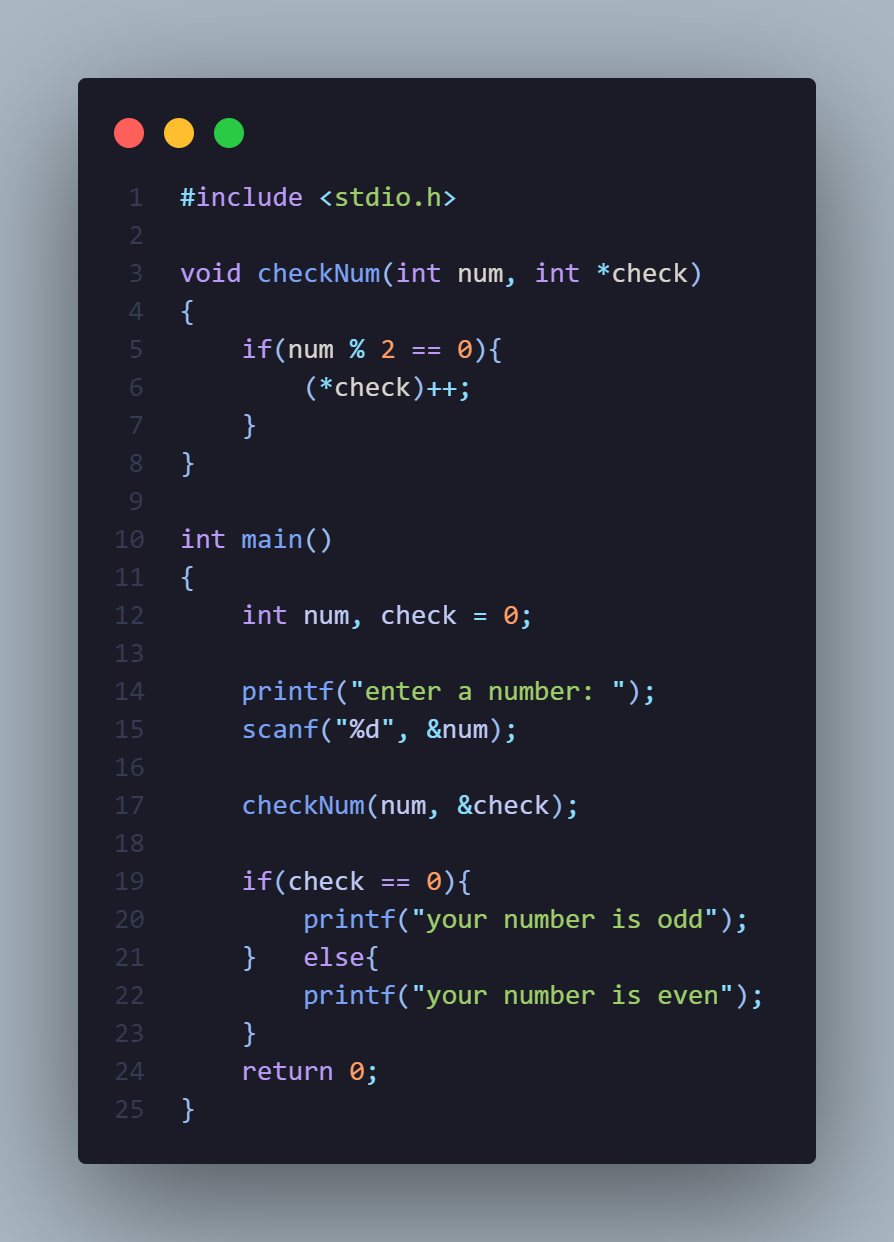 1 #include <stdio.h>
2
3 void checkNum(int num, int *check)
4 {
5     if(num % 2 == 0){
6         (*check)++;
7     }
8 }
9
10 int main()
11 {
12     int num, check = 0;
13
14     printf("enter a number: ");
15     scanf("%d", &num);
16
17     checkNum(num, &check);
18
19     if(check == 0){
20         printf("your number is odd");
21     }   else{
22         printf("your number is even");
23     }
24     return 0;
25 }